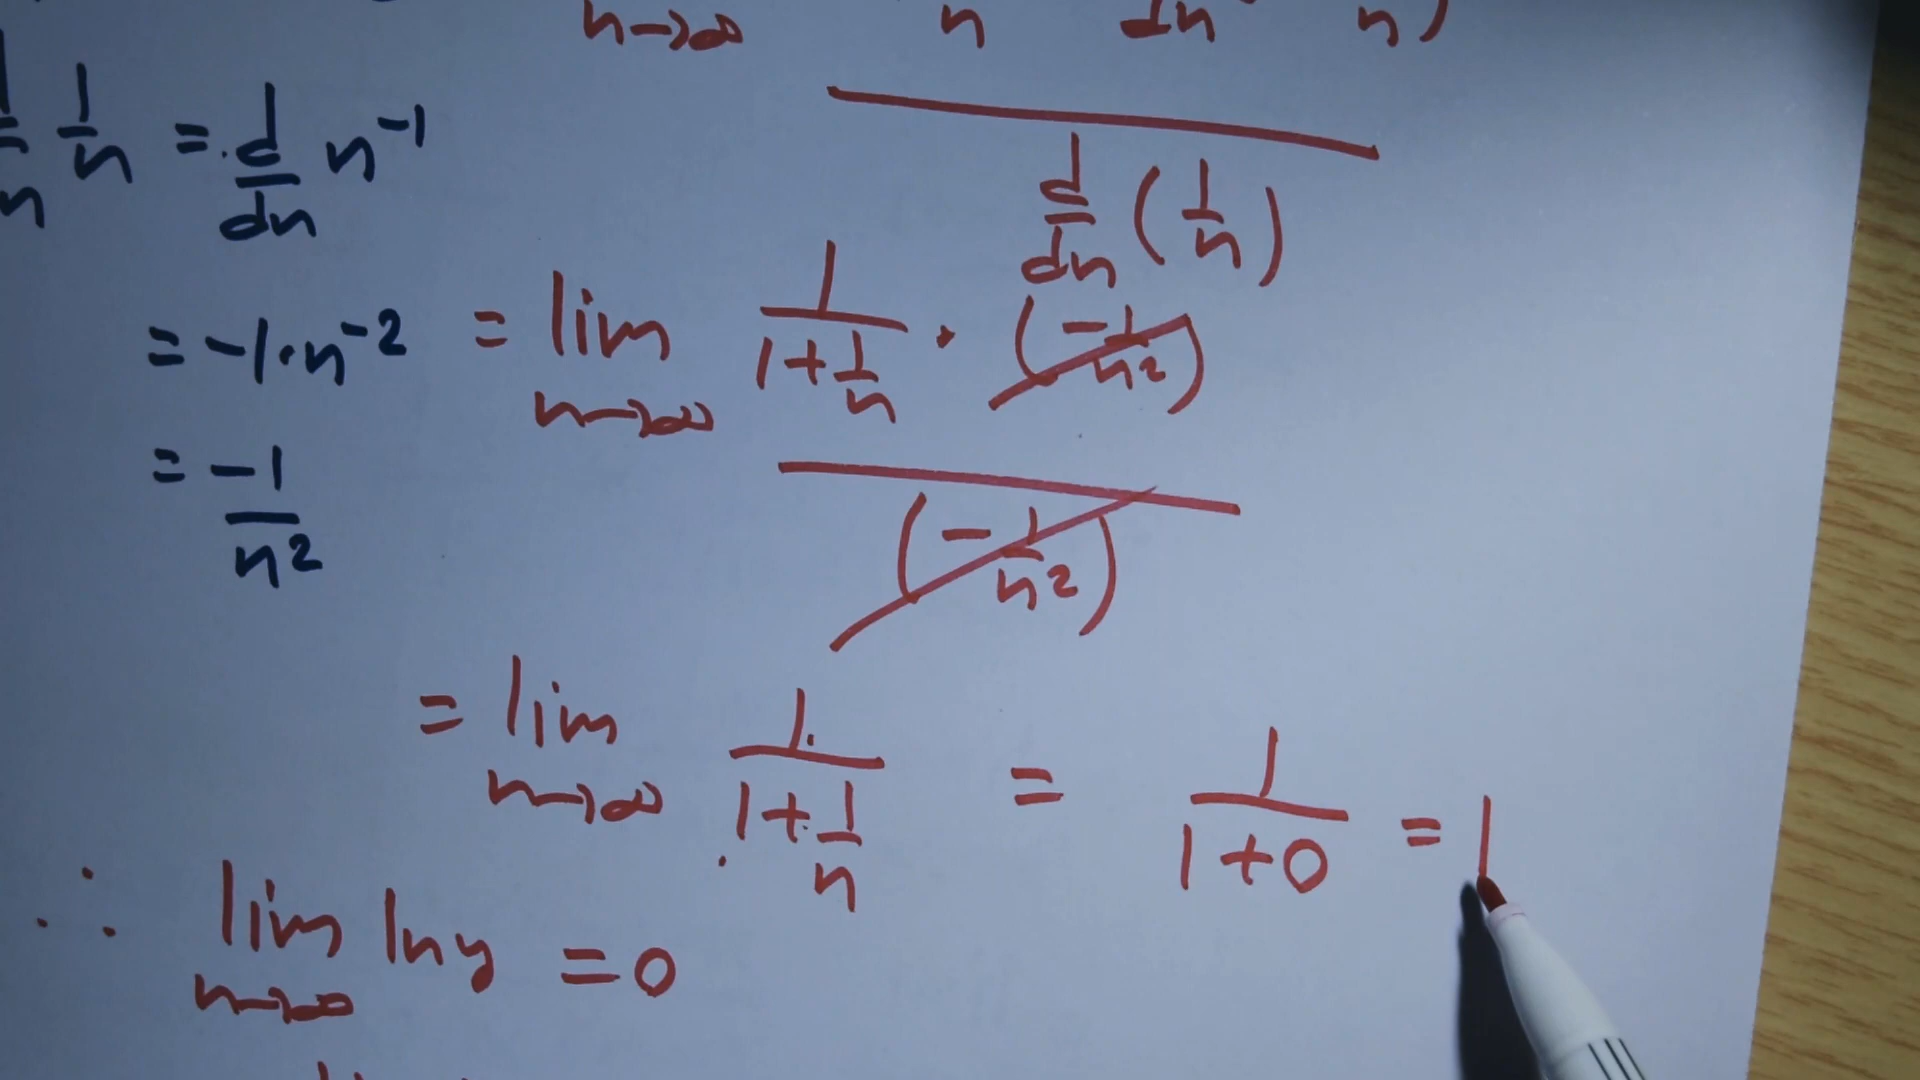 n→∞ n dn n)
1/n = d/dn n⁻¹
d/dn (1/n)
= -1·n⁻² = lim n→∞ 1/(1+1/n) · (-1/n²)
= -1/n² (-1/n²)
= lim n→∞ 1/(1+1/n) = 1/(1+0) = 1
∴ lim n→∞ ln y = 0